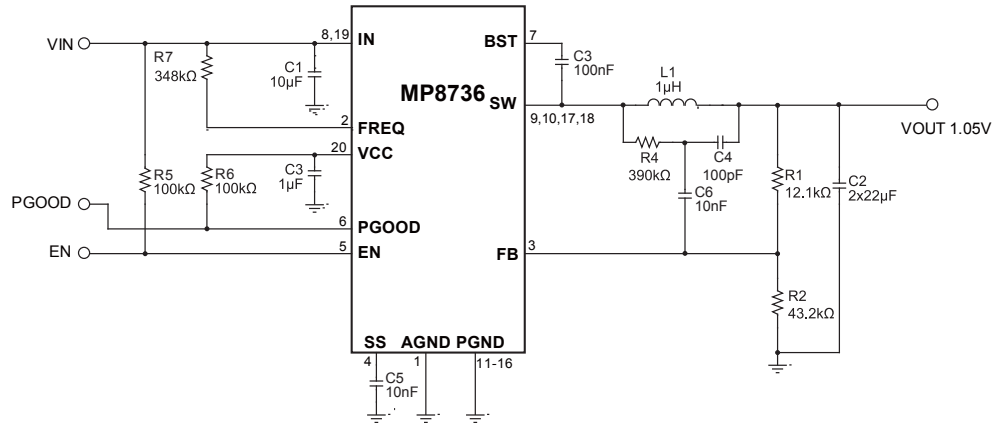 VIN
R7
348kΩ
C1
10μF
8,19
IN
MP8736
BST
7
C3
100nF
SW
9,10,17,18
L1
1μH
VOUT 1.05V
2
FREQ
20
VCC
R4
390kΩ
C4
100pF
R5
100kΩ
R6
100kΩ
C3
1μF
C6
10nF
R1
12.1kΩ
C2
2x22μF
PGOOD
6
PGOOD
EN
5
EN
FB
3
R2
43.2kΩ
SS
AGND
PGND
4
1
11-16
C5
10nF